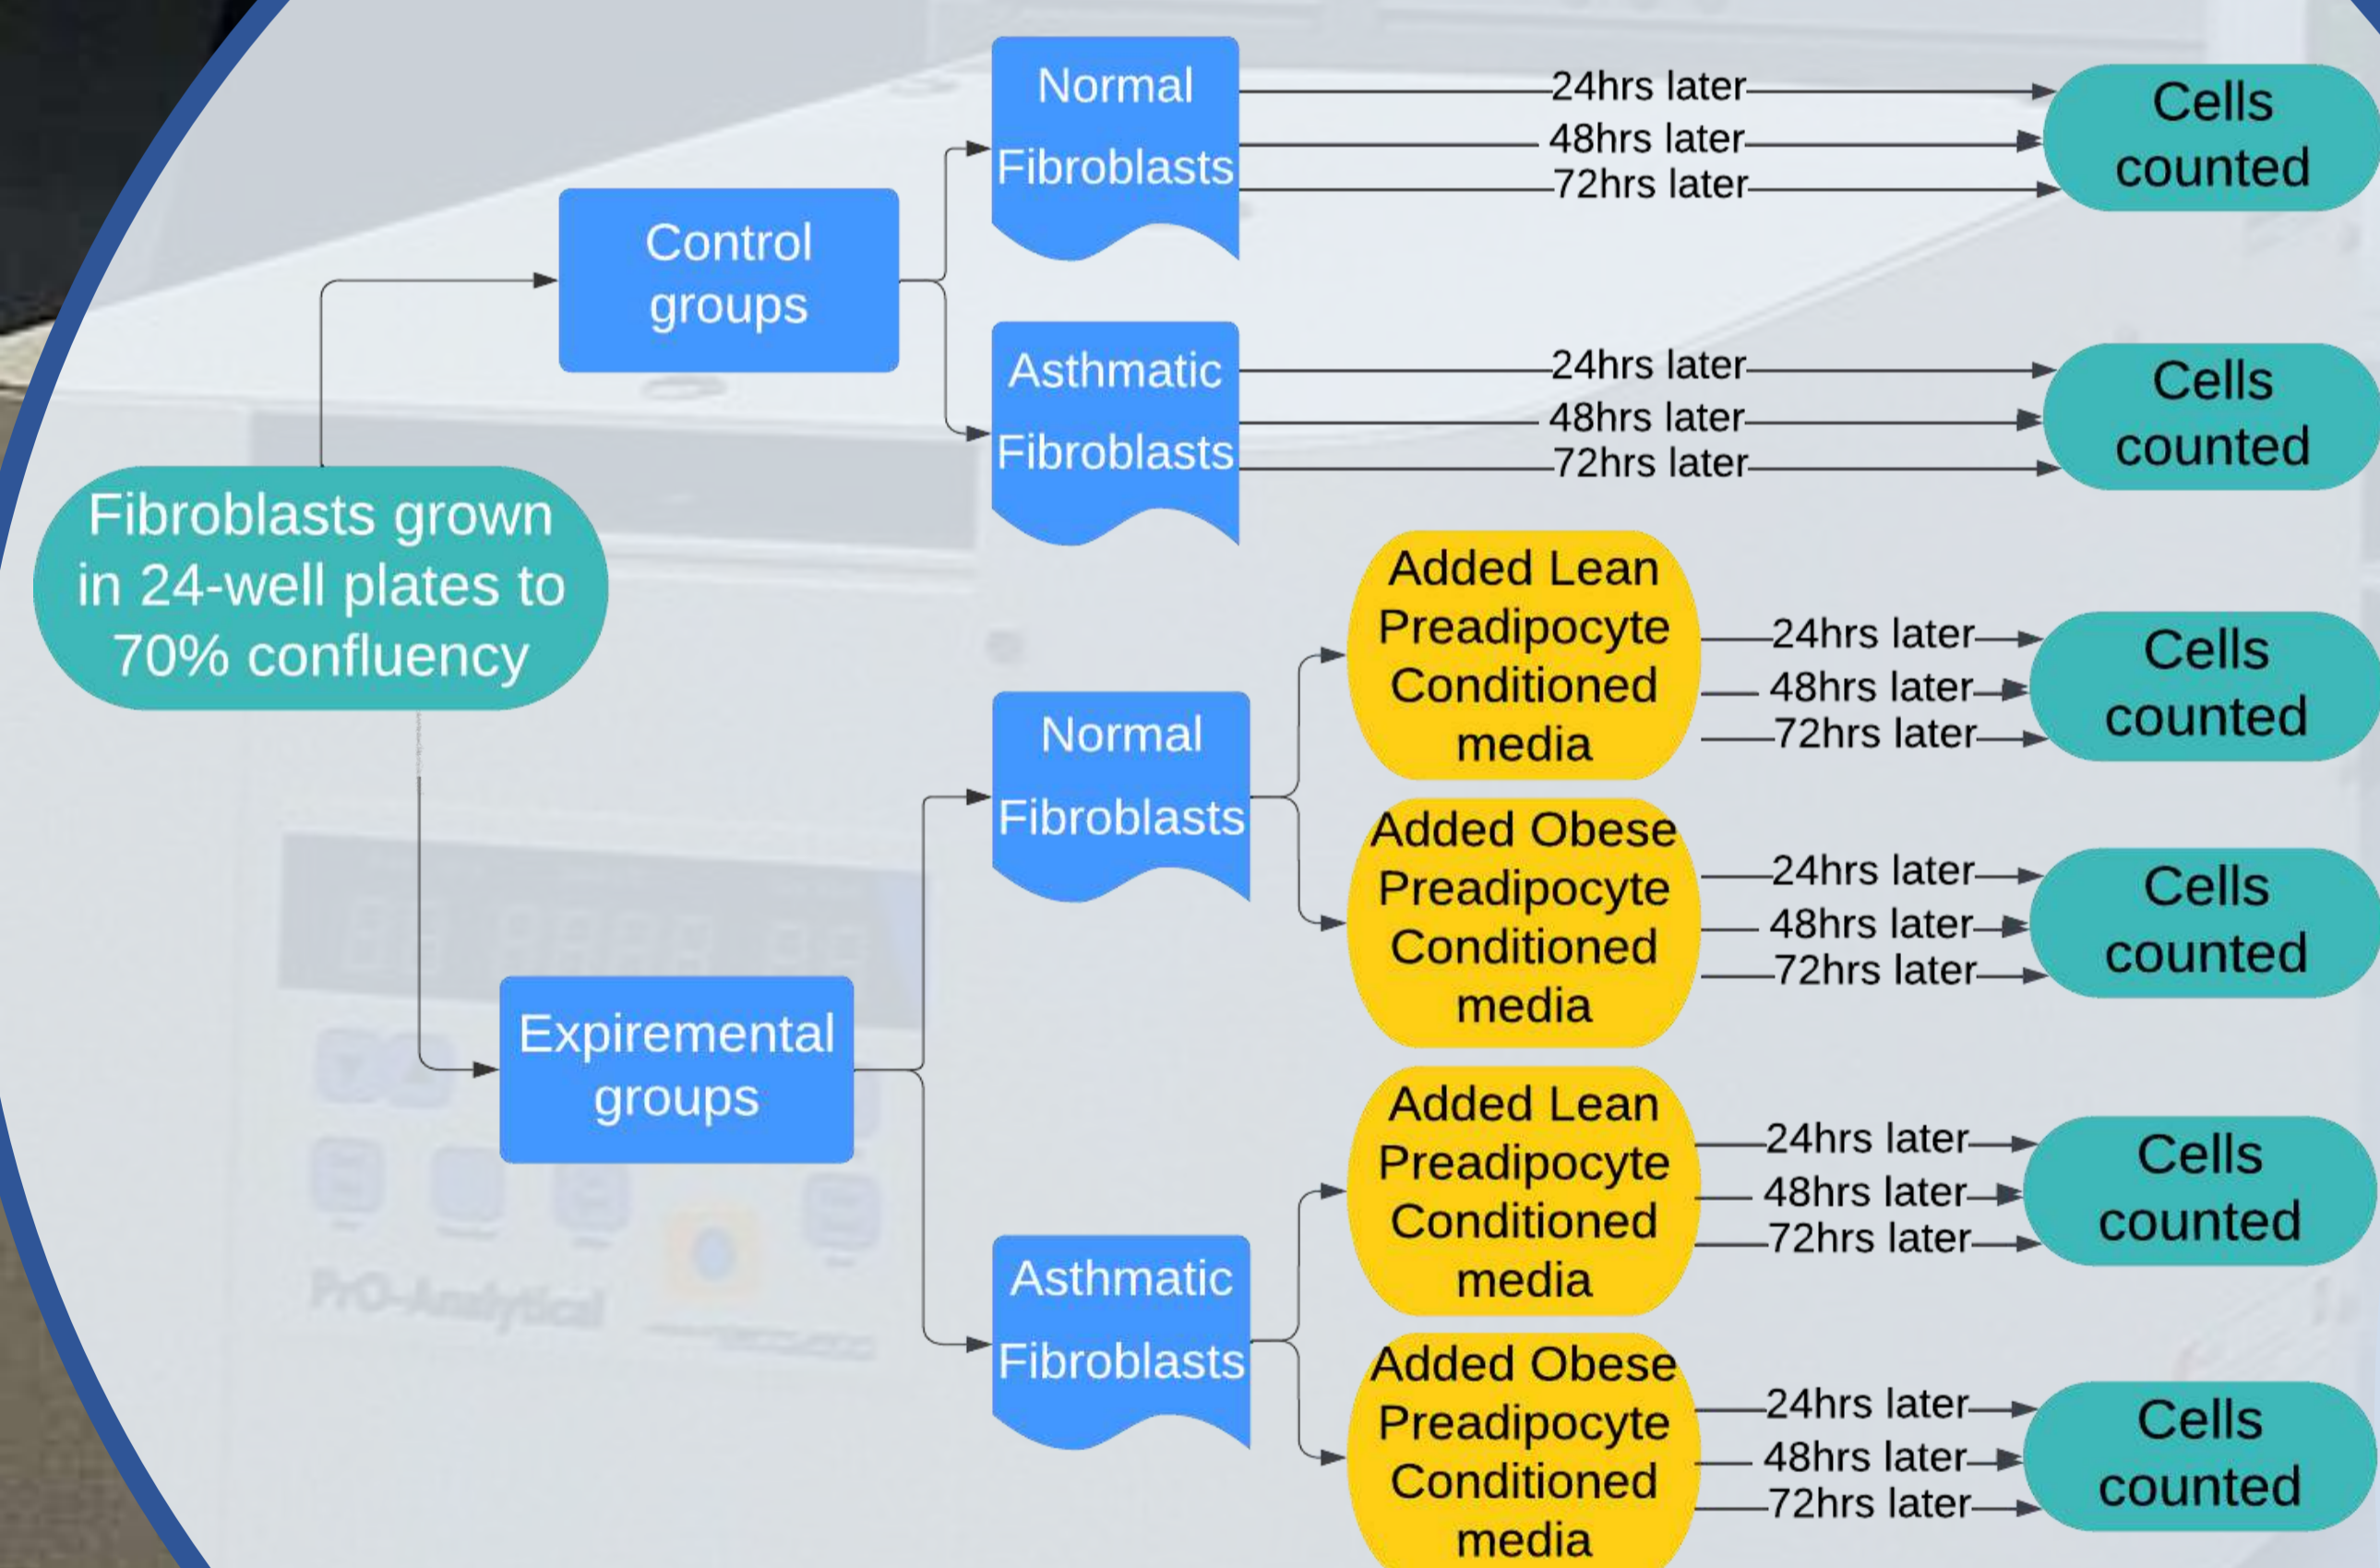 Normal
Fibroblasts
24hrs later
48hrs later
72hrs later
Cells
counted
Control
groups
Asthmatic
Fibroblasts
24hrs later
48hrs later
72hrs later
Cells
counted
Fibroblasts grown
in 24-well plates to
70% confluency
Added Lean
Preadipocyte
Conditioned
media
24hrs later
48hrs later
72hrs later
Cells
counted
Normal
Fibroblasts
Added Obese
Preadipocyte
Conditioned
media
24hrs later
48hrs later
72hrs later
Cells
counted
Expiremental
groups
Added Lean
Preadipocyte
Conditioned
media
24hrs later
48hrs later
72hrs later
Cells
counted
Asthmatic
Fibroblasts
Added Obese
Preadipocyte
Conditioned
media
24hrs later
48hrs later
72hrs later
Cells
counted
PrO-Analytical